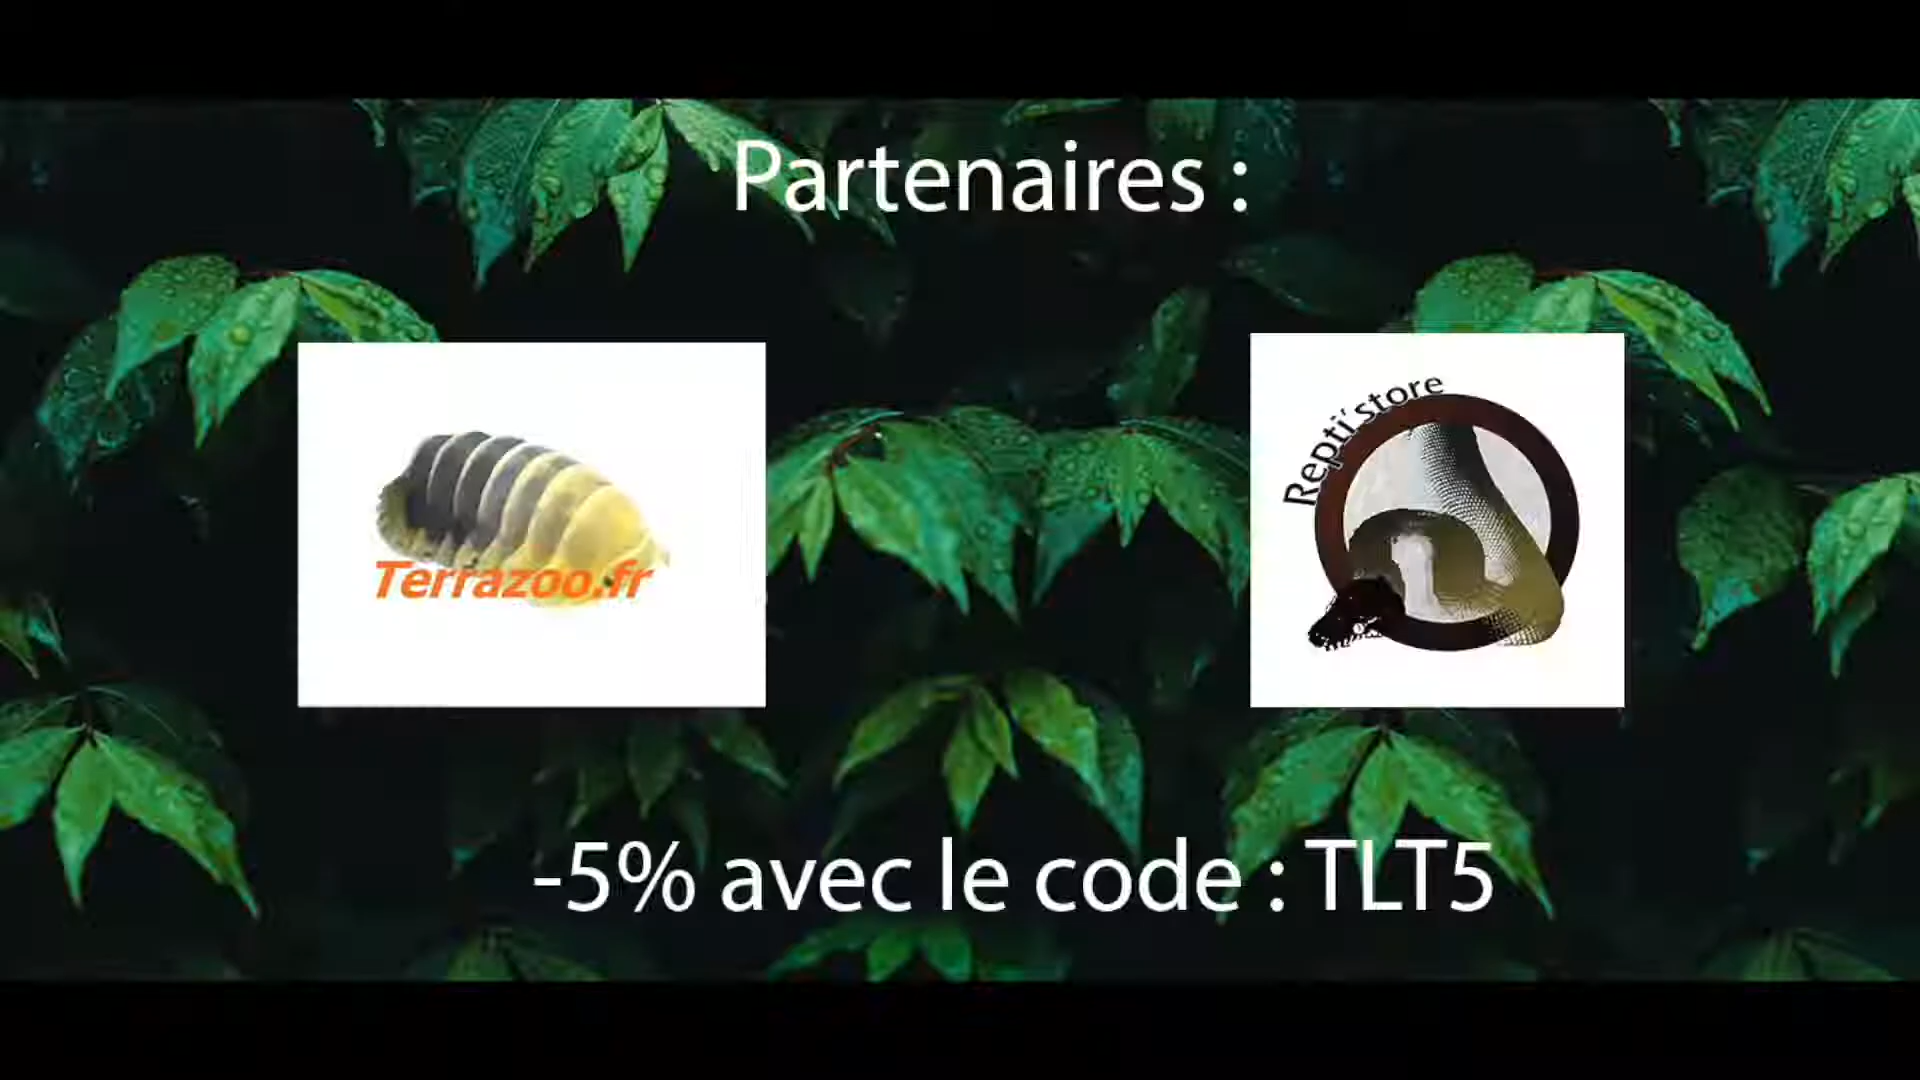 Partenaires :
Terrazoo.fr
Repti'store
-5% avec le code : TLT5